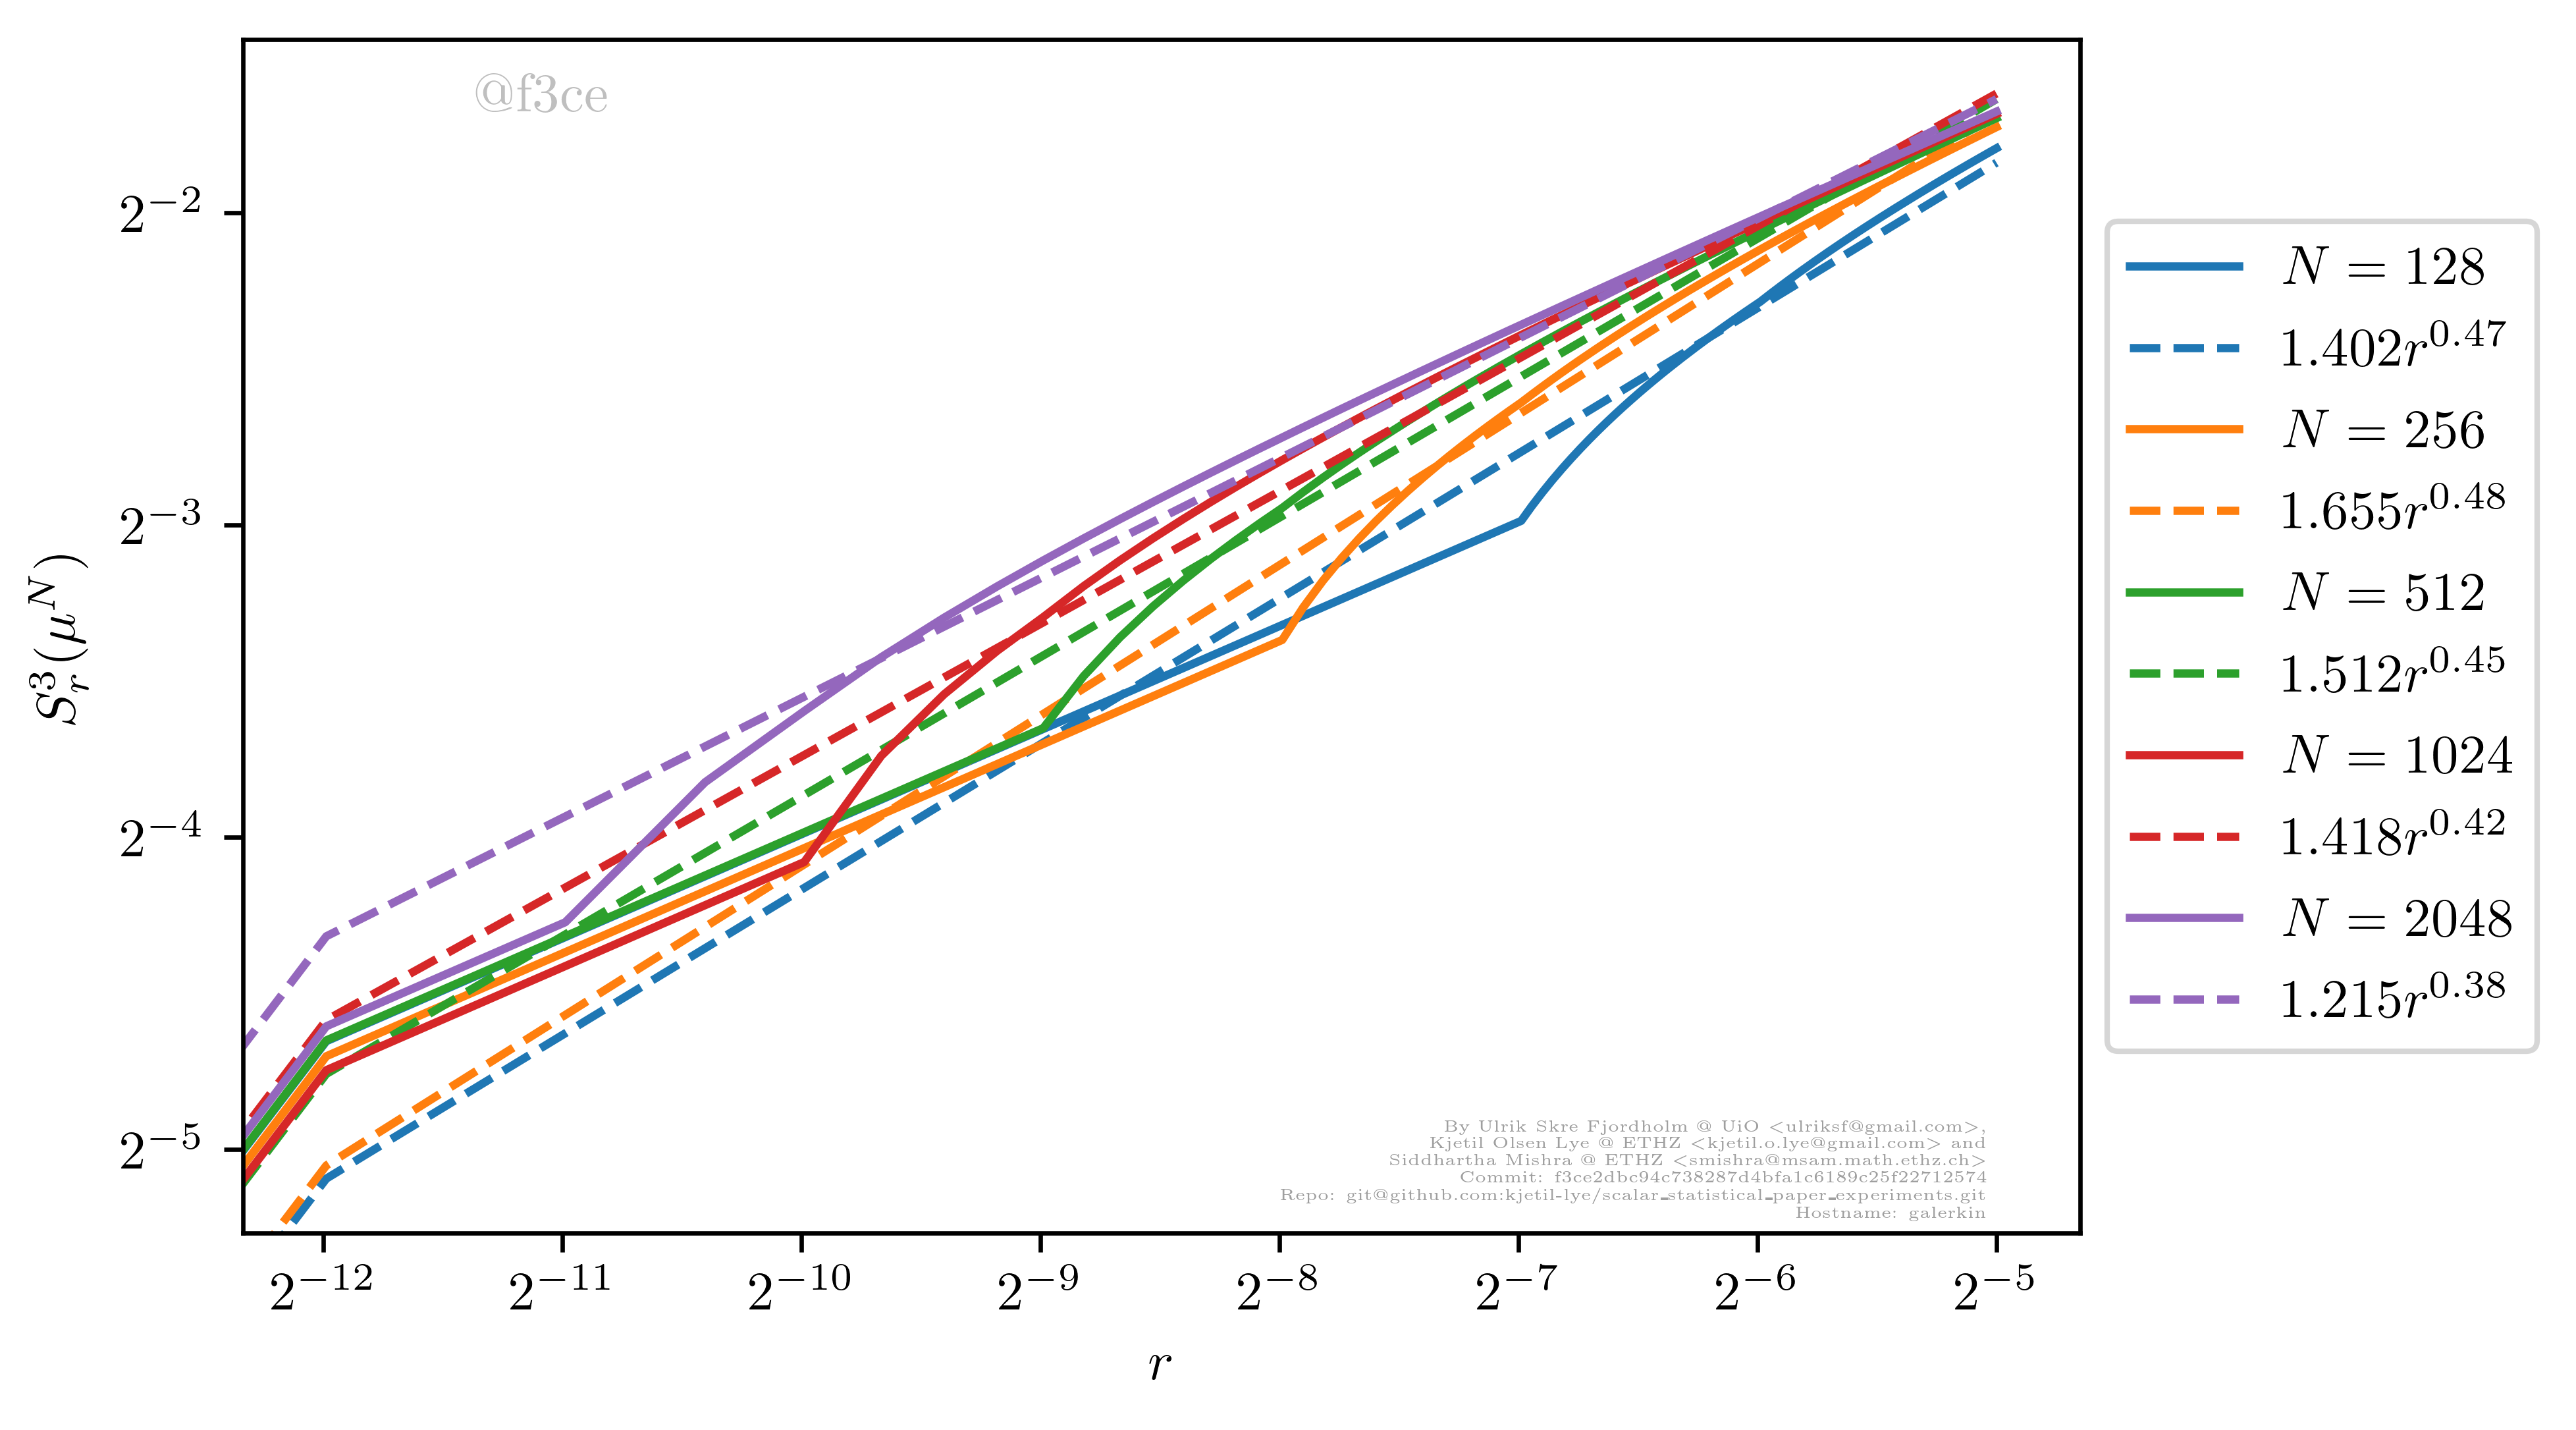 @f3ce
2⁻²
2⁻³
2⁻⁴
2⁻⁵
S_r^3(μ^N)
2⁻¹² 2⁻¹¹ 2⁻¹⁰ 2⁻⁹ 2⁻⁸ 2⁻⁷ 2⁻⁶ 2⁻⁵
r
N = 128
1.402r^0.47
N = 256
1.655r^0.48
N = 512
1.512r^0.45
N = 1024
1.418r^0.42
N = 2048
1.215r^0.38
By Ulrik Skre Fjordholm @ UiO <ulriksf@gmail.com>,
Kjetil Olsen Lye @ ETHZ <kjetil.o.lye@gmail.com> and
Siddhartha Mishra @ ETHZ <smishra@msam.math.ethz.ch>
Commit: f3ce2dbc94c738287d4bfa1c6189c25f22712574
Repo: git@github.com:kjetil-lye/scalar_statistical_paper_experiments.git
Hostname: galerkin